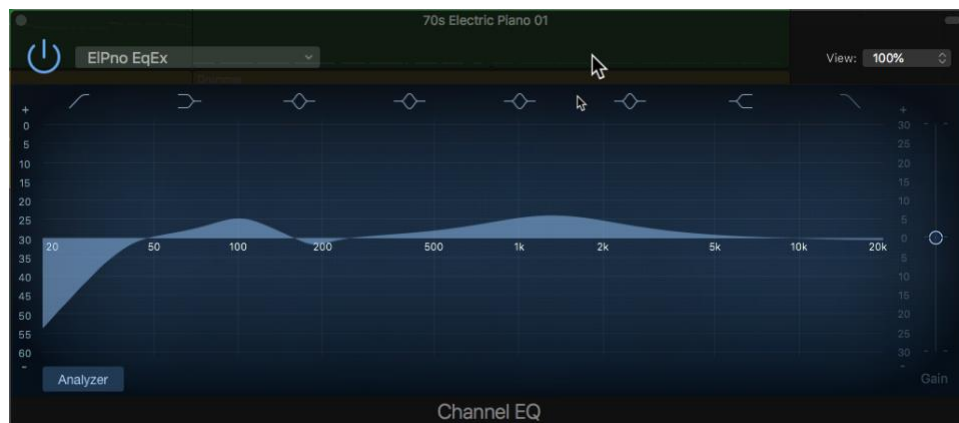 70s Electric Piano 01
ElPno EqEx
View: 100%
Drummer
+ +
0 30
5 25
10 20
15 15
20 10
25 5
30 20 50 100 200 500 1k 2k 5k 10k 20k 0
35 5
40 10
45 15
50 20
55 25
60 30
- -
Analyzer Gain
Channel EQ